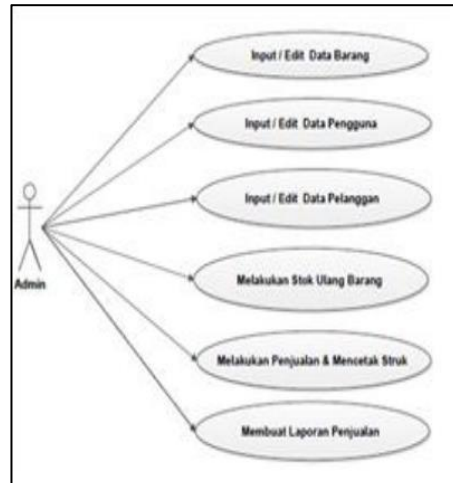 Input / Edit Data Barang
Input / Edit Data Pengguna
Input / Edit Data Pelanggan
Admin
Melakukan Stok Ulang Barang
Melakukan Penjualan & Mencetak Struk
Membuat Laporan Penjualan